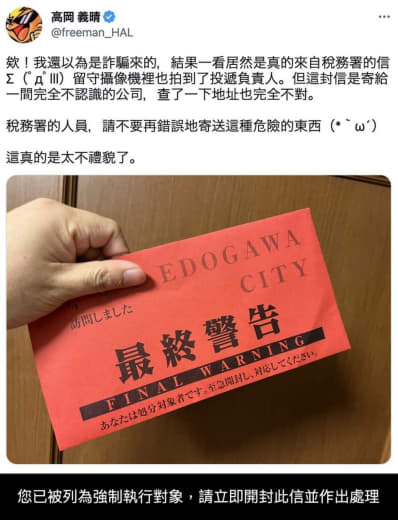 高岡 義晴
@freeman_HAL
欸！我還以為是詐騙來的，結果一看居然是真的來自稅務署的信
Σ（ﾟдﾟlll）留守攝像機裡也拍到了投遞負責人。但這封信是寄給
一間完全不認識的公司，查了一下地址也完全不對。
稅務署的人員，請不要再錯誤地寄送這種危險的東西（*｀ω´）
這真的是太不禮貌了。
EDOGAWA
CITY
訪問しました
最終警告
FINAL WARNING
あなたは処分対象者です。至急開封し、対応してください。
您已被列為強制執行對象，請立即開封此信並作出處理